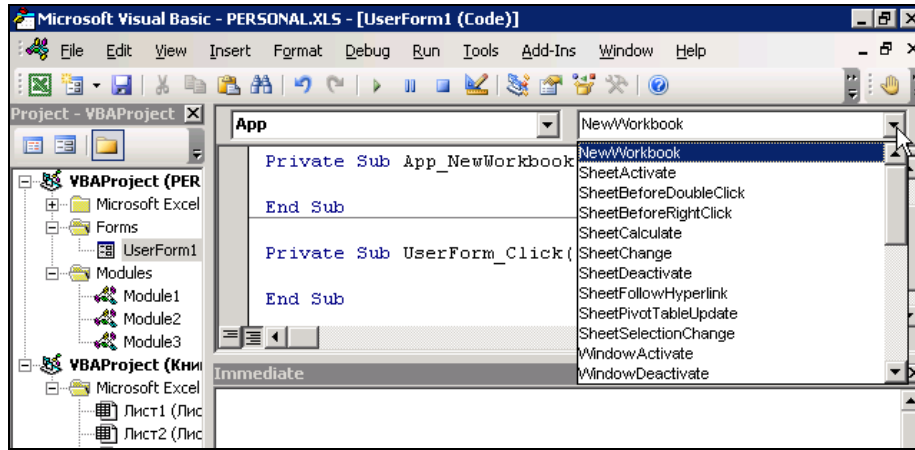 Microsoft Visual Basic - PERSONAL.XLS - [UserForm1 (Code)]
File Edit View Insert Format Debug Run Tools Add-Ins Window Help
Project - VBAProject
VBAProject (PER
Microsoft Excel
Forms
UserForm1
Modules
Module1
Module2
Module3
VBAProject (Кни
Microsoft Excel
Лист1 (Лис
Лист2 (Лис
App
NewWorkbook
Private Sub App_NewWorkbook
End Sub
Private Sub UserForm_Click(
End Sub
NewWorkbook
SheetActivate
SheetBeforeDoubleClick
SheetBeforeRightClick
SheetCalculate
SheetChange
SheetDeactivate
SheetFollowHyperlink
SheetPivotTableUpdate
SheetSelectionChange
WindowActivate
WindowDeactivate
Immediate